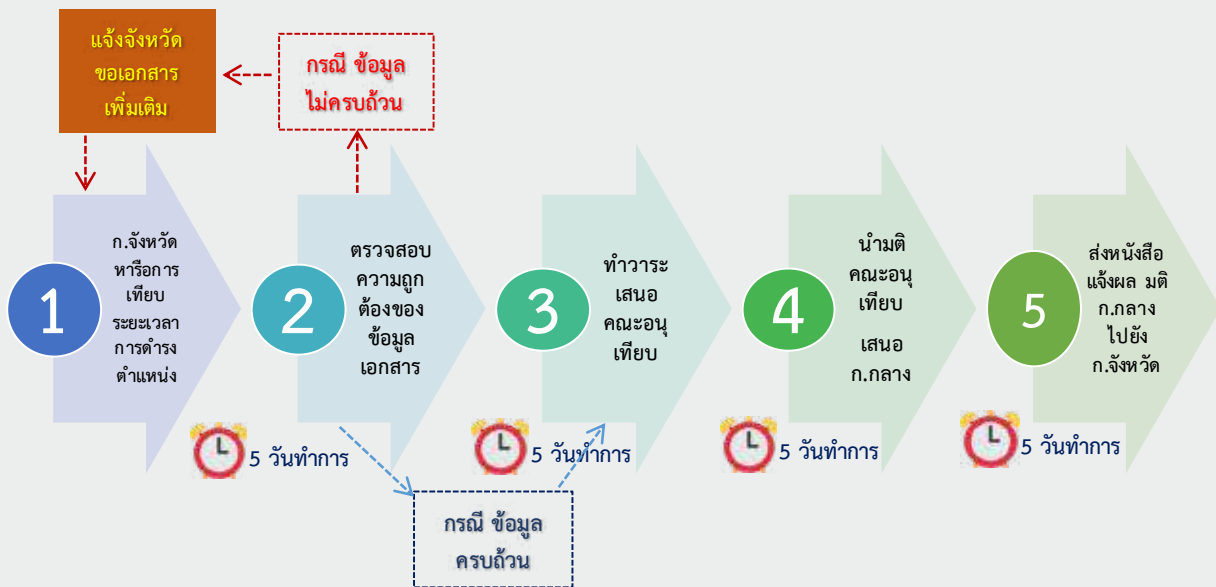 แจ้งจังหวัด
ขอเอกสาร
เพิ่มเติม
กรณี ข้อมูล
ไม่ครบถ้วน
1
ก.จังหวัด
หารือการ
เทียบ
ระยะเวลา
การดำรง
ตำแหน่ง
2
ตรวจสอบ
ความถูก
ต้องของ
ข้อมูล
เอกสาร
3
ทำวาระ
เสนอ
คณะอนุ
เทียบ
4
นำมติ
คณะอนุ
เทียบ
เสนอ
ก.กลาง
5
ส่งหนังสือ
แจ้งผล มติ
ก.กลาง
ไปยัง
ก.จังหวัด
5 วันทำการ
5 วันทำการ
5 วันทำการ
5 วันทำการ
กรณี ข้อมูล
ครบถ้วน